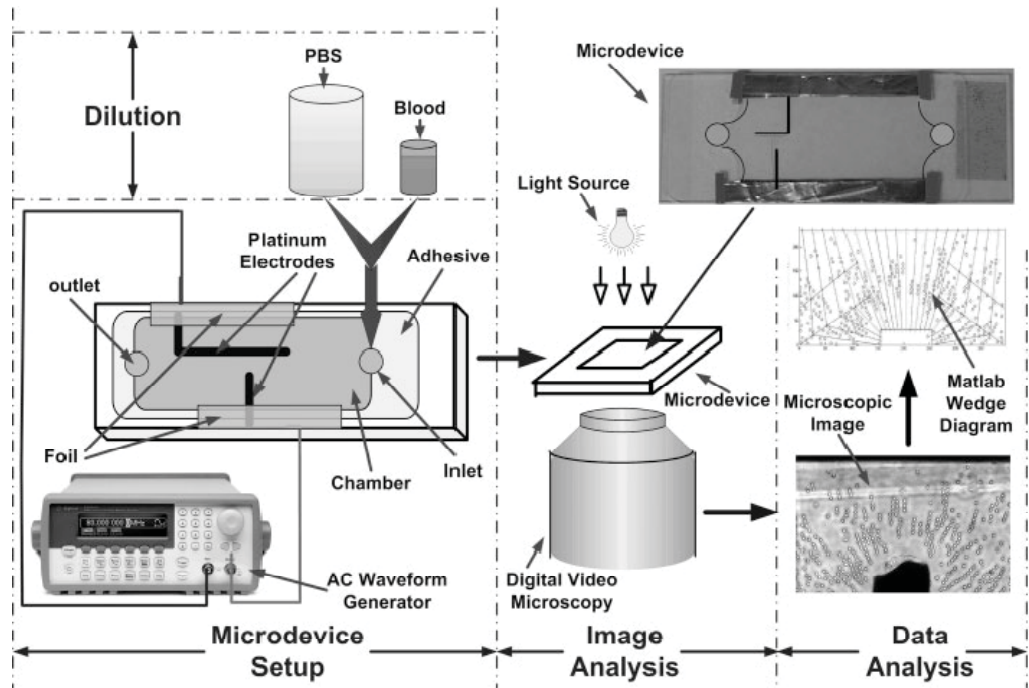 PBS
Blood
Dilution
Microdevice
Light Source
Platinum
Electrodes
Adhesive
outlet
Foil
Chamber
Inlet
AC Waveform
Generator
Microdevice
Digital Video
Microscopy
Matlab
Wedge
Diagram
Microscopic
Image
Microdevice
Setup
Image
Analysis
Data
Analysis